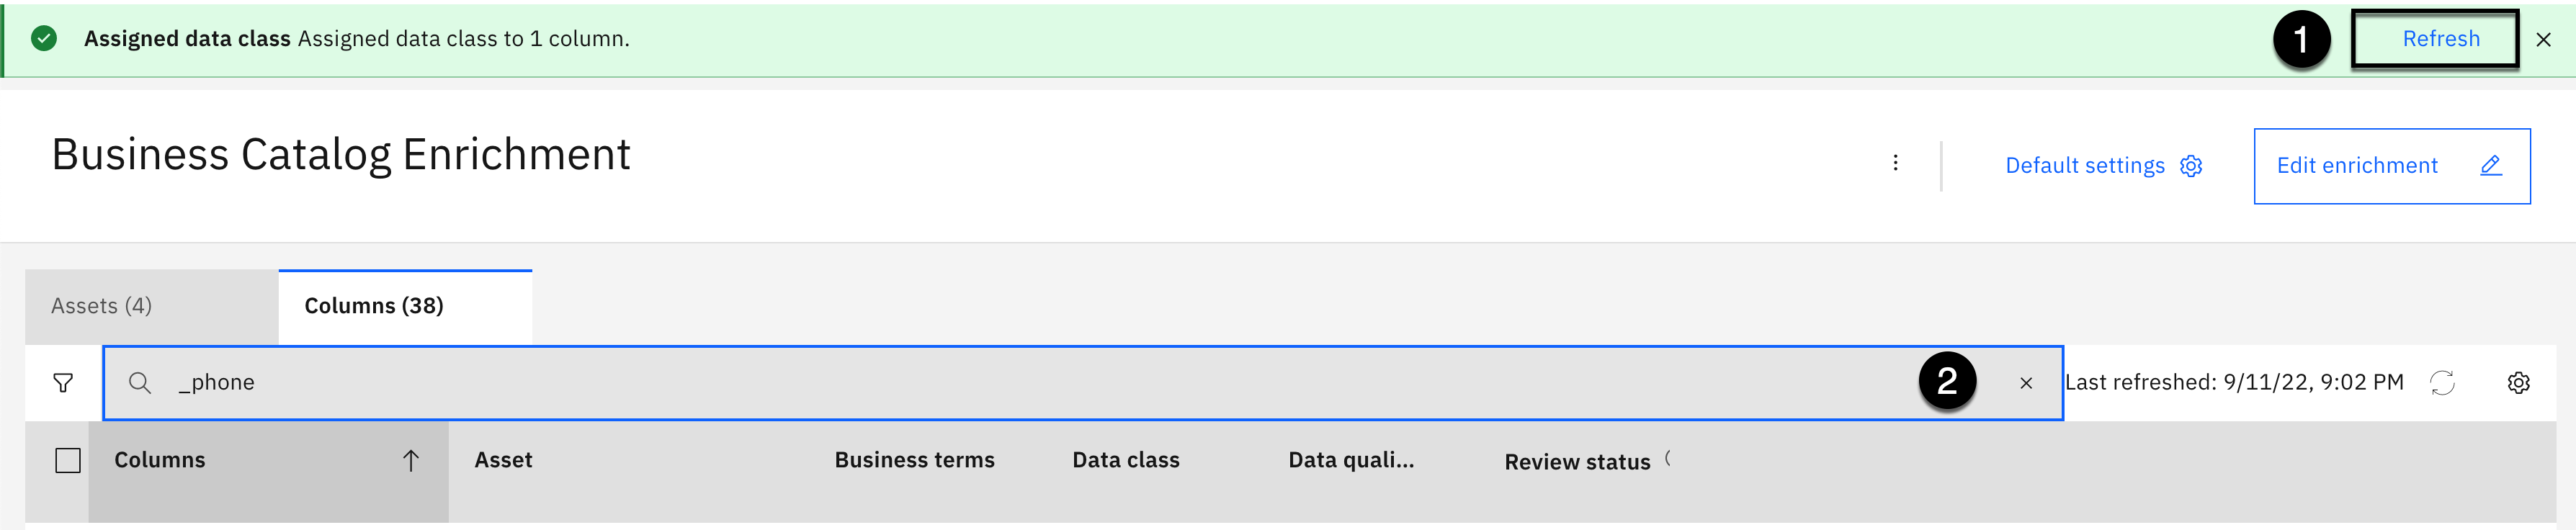 Assigned data class Assigned data class to 1 column.
1
Refresh
Business Catalog Enrichment
Default settings
Edit enrichment
Assets (4)
Columns (38)
_phone
2
Last refreshed: 9/11/22, 9:02 PM
Columns
Asset
Business terms
Data class
Data quali...
Review status